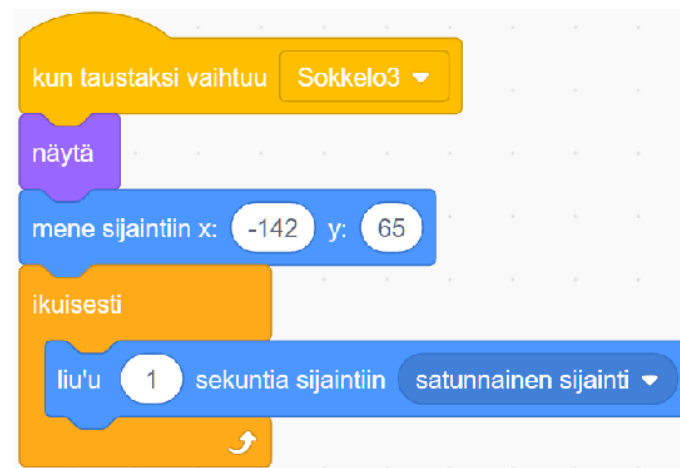 kun taustaksi vaihtuu Sokkelo3
näytä
mene sijaintiin x: -142 y: 65
ikuisesti
liu'u 1 sekuntia sijaintiin satunnainen sijainti